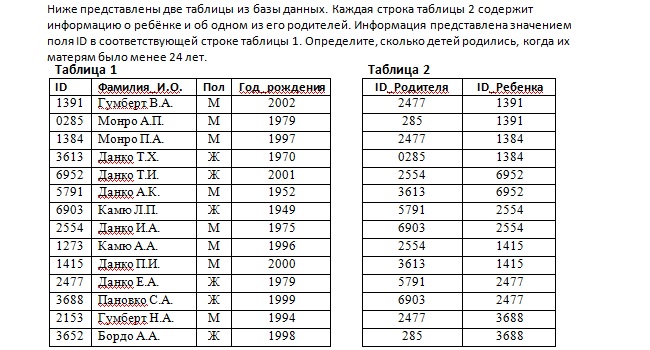 Ниже представлены две таблицы из базы данных. Каждая строка таблицы 2 содержит
информацию о ребёнке и об одном из его родителей. Информация представлена значением
поля ID в соответствующей строке таблицы 1. Определите, сколько детей родились, когда их
матерям было менее 24 лет.
Таблица 1 Таблица 2
ID Фамилия_И.О. Пол Год_рождения ID_Родителя ID_Ребенка
1391 Гумберт В.А. М 2002 2477 1391
0285 Монро А.П. М 1979 285 1391
1384 Монро П.А. М 1997 2477 1384
3613 Данко Т.Х. Ж 1970 0285 1384
6952 Данко Т.И. Ж 2001 2554 6952
5791 Данко А.К. М 1952 3613 6952
6903 Камю Л.П. Ж 1949 5791 2554
2554 Данко И.А. М 1975 6903 2554
1273 Камю А.А. М 1996 2554 1415
1415 Данко П.И. М 2000 3613 1415
2477 Данко Е.А. Ж 1979 5791 2477
3688 Пановко С.А. Ж 1999 6903 2477
2153 Гумберт Н.А. М 1994 2477 3688
3652 Бордо А.А. Ж 1998 285 3688